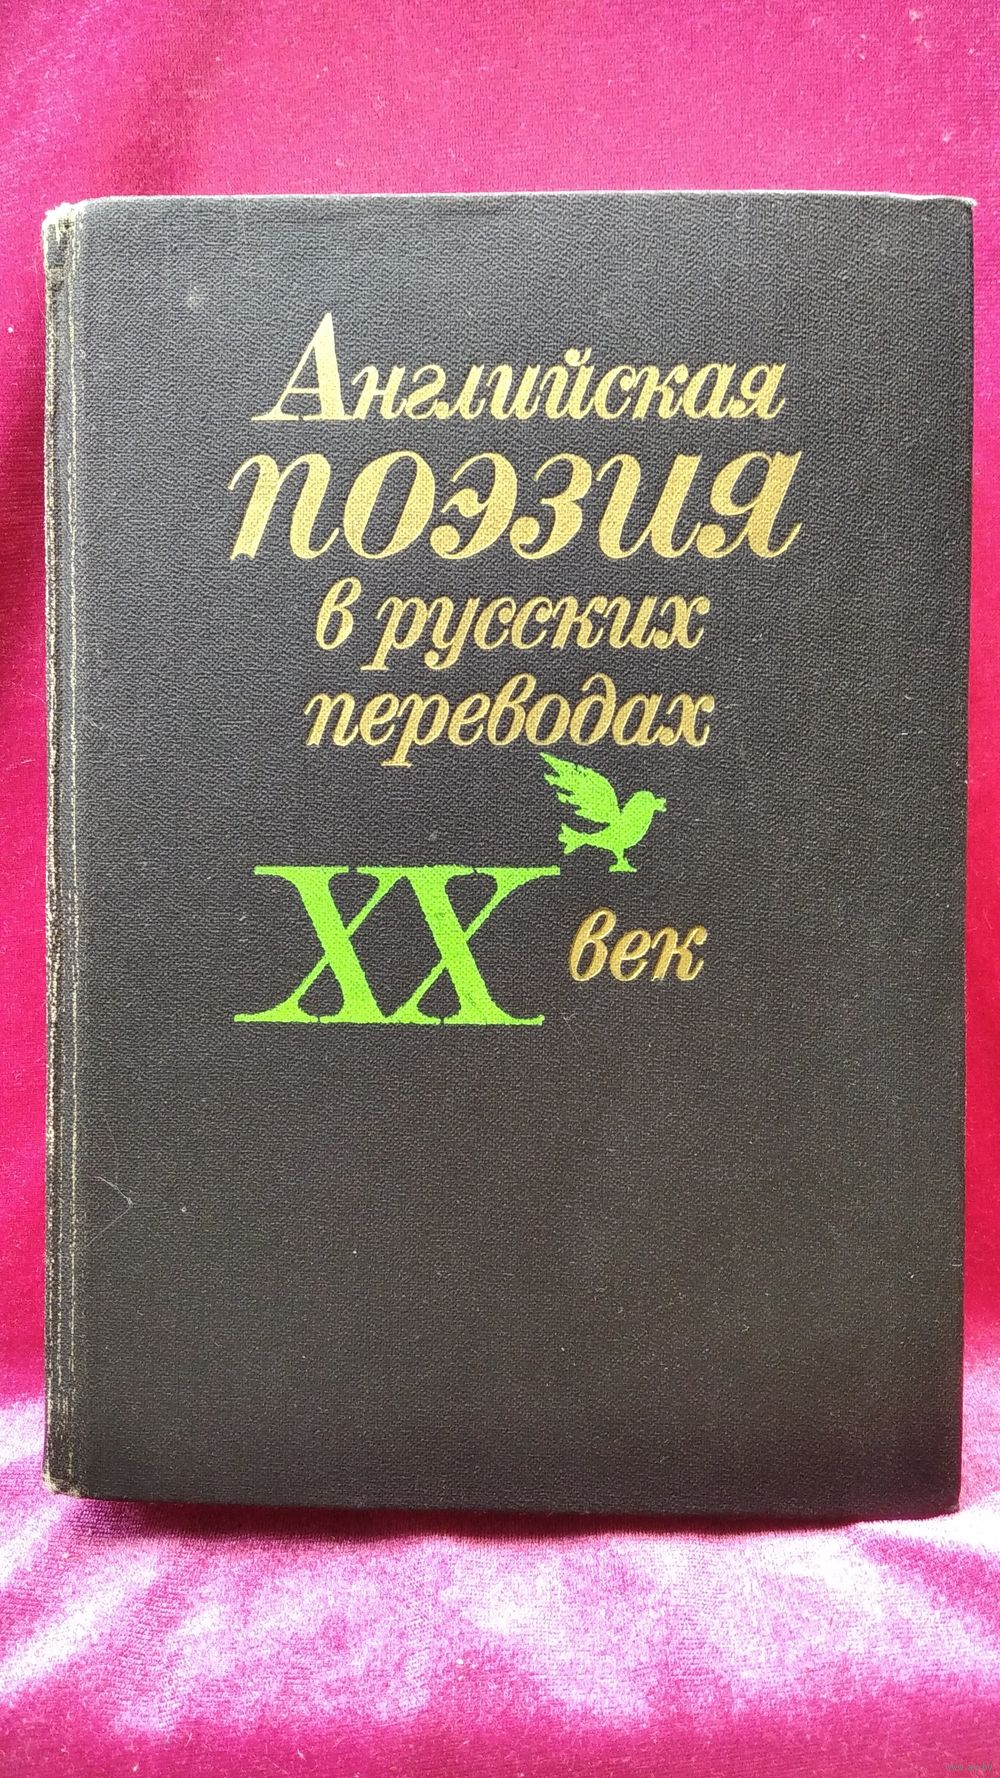 Английская
поэзия
в русских
переводах
XX век